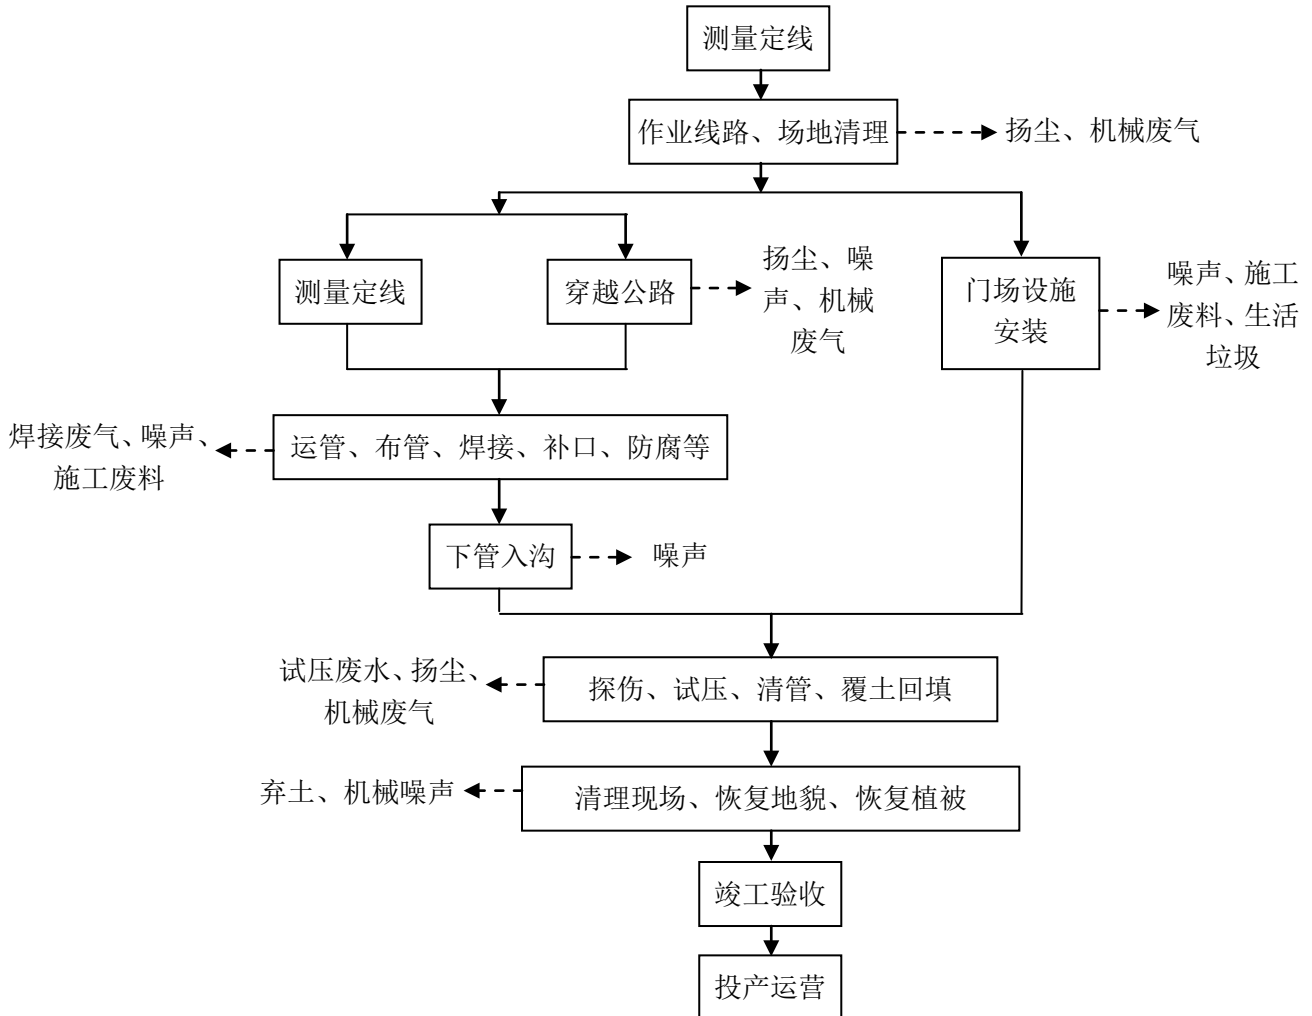 测量定线
作业线路、场地清理
扬尘、机械废气
测量定线
穿越公路
扬尘、噪
声、机械
废气
门场设施
安装
噪声、施工
废料、生活
垃圾
焊接废气、噪声、
施工废料
运管、布管、焊接、补口、防腐等
下管入沟
噪声
试压废水、扬尘、
机械废气
探伤、试压、清管、覆土回填
弃土、机械噪声
清理现场、恢复地貌、恢复植被
竣工验收
投产运营